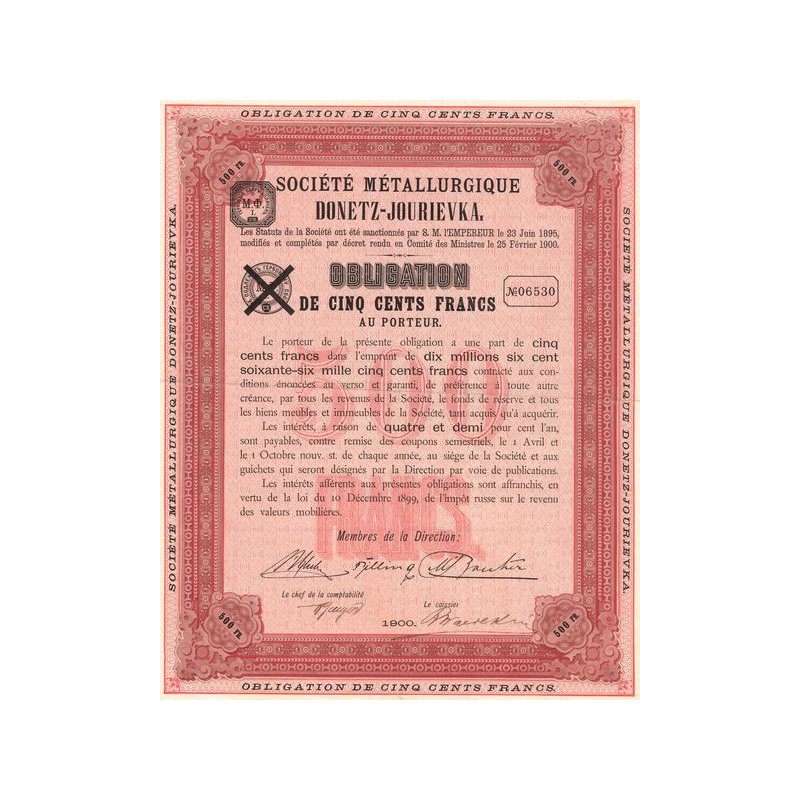 OBLIGATION DE CINQ CENTS FRANCS.
500 FR.
500 FR.
SOCIÉTÉ MÉTALLURGIQUE
DONETZ-JOURIEVKA.
М.Ф.
Les Statuts de la Société ont été sanctionnés par S. M. l'EMPEREUR le 23 Juin 1895,
modifiés et complétés par décret rendu en Comité des Ministres le 25 Février 1900.
OBLIGATION
№06530
DE CINQ CENTS FRANCS
AU PORTEUR.
Le porteur de la présente obligation a une part de cinq
cents francs dans l'emprunt de dix millions six cent
soixante-six mille cinq cents francs contracté aux con-
ditions énoncées au verso et garanti, de préférence à toute autre
créance, par tous les revenus de la Société, le fonds de réserve et tous
les biens meubles et immeubles de la Société, tant acquis qu'à acquérir.
Les intérêts, à raison de quatre et demi pour cent l'an,
sont payables, contre remise des coupons semestriels, le 1 Avril et
le 1 Octobre nouv. st. de chaque année, au siège de la Société et aux
guichets qui seront désignés par la Direction par voie de publications.
Les intérêts afférents aux présentes obligations sont affranchis, en
vertu de la loi du 10 Décembre 1899, de l'impôt russe sur le revenu
des valeurs mobilières.
500
FRANCS
Membres de la Direction:
Le chef de la comptabilité
Le caissier
1900.
500 FR.
500 FR.
OBLIGATION DE CINQ CENTS FRANCS.
SOCIÉTÉ MÉTALLURGIQUE DONETZ-JOURIEVKA.
SOCIÉTÉ MÉTALLURGIQUE DONETZ-JOURIEVKA.